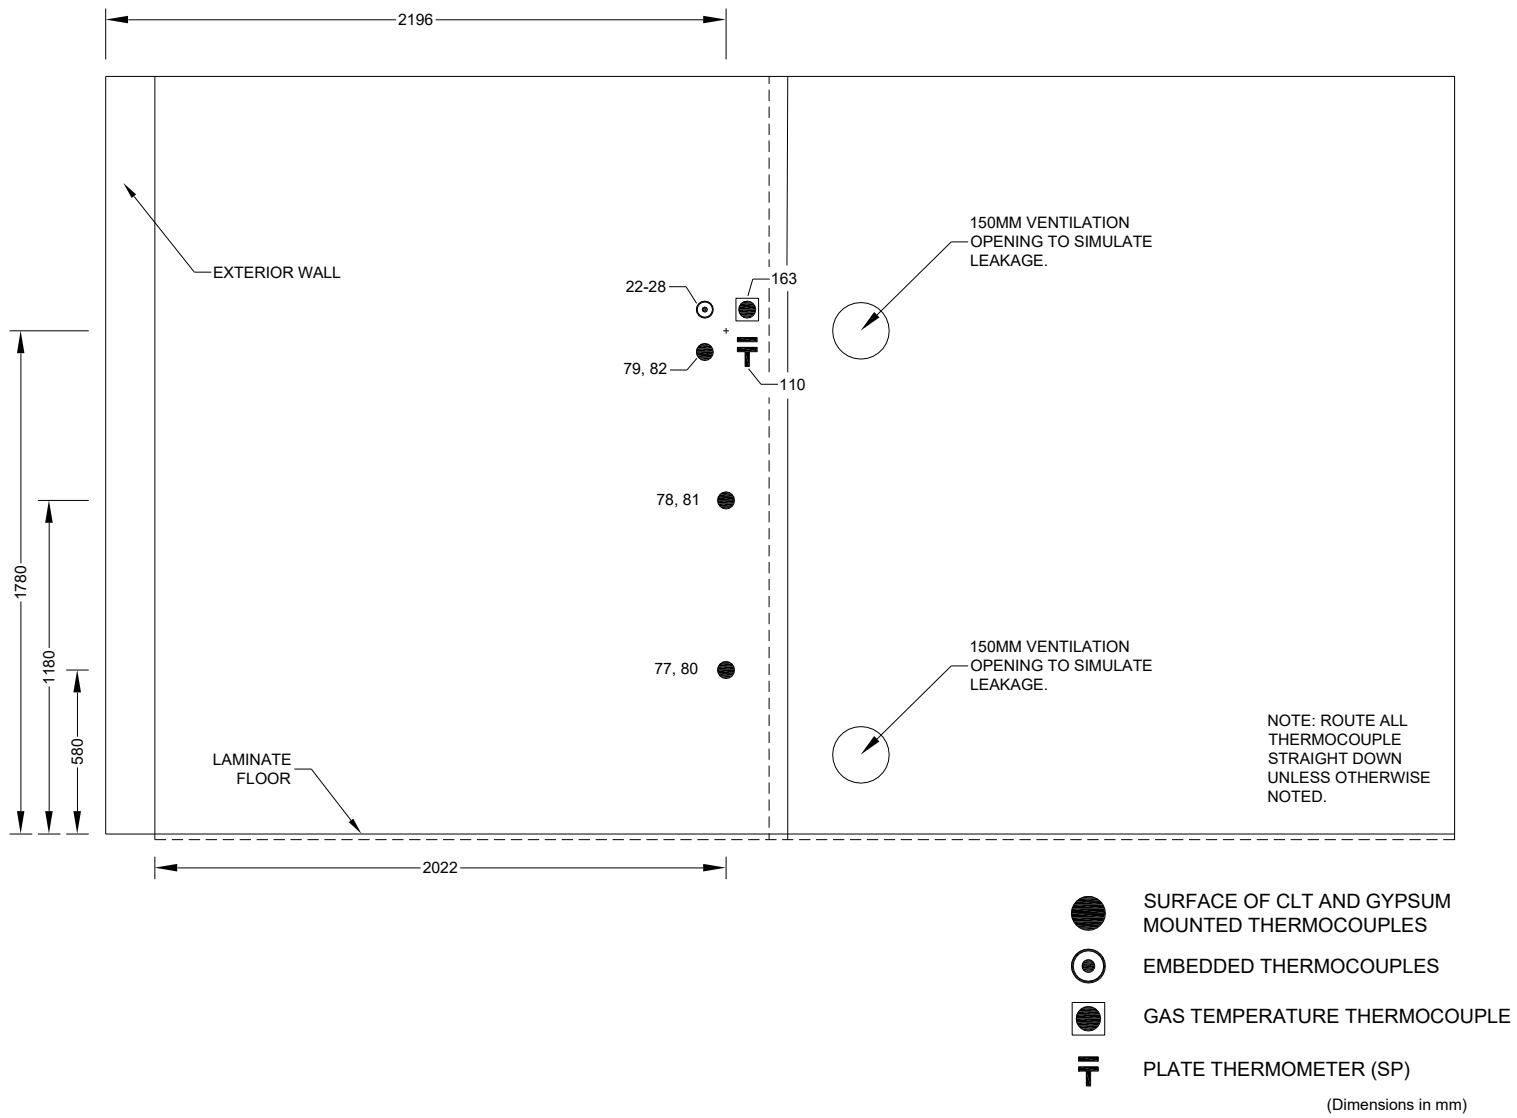 2196
150MM VENTILATION
OPENING TO SIMULATE
LEAKAGE.
EXTERIOR WALL
22-28
163
79, 82
110
78, 81
1780
1180
580
77, 80
150MM VENTILATION
OPENING TO SIMULATE
LEAKAGE.
LAMINATE
FLOOR
NOTE: ROUTE ALL
THERMOCOUPLE
STRAIGHT DOWN
UNLESS OTHERWISE
NOTED.
2022
SURFACE OF CLT AND GYPSUM
MOUNTED THERMOCOUPLES
EMBEDDED THERMOCOUPLES
GAS TEMPERATURE THERMOCOUPLE
PLATE THERMOMETER (SP)
(Dimensions in mm)